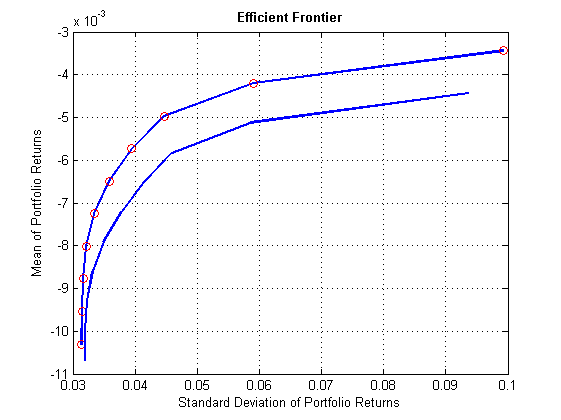 Efficient Frontier
x 10^-3
-3
-4
-5
-6
-7
-8
-9
-10
-11
Mean of Portfolio Returns
0.03 0.04 0.05 0.06 0.07 0.08 0.09 0.1
Standard Deviation of Portfolio Returns